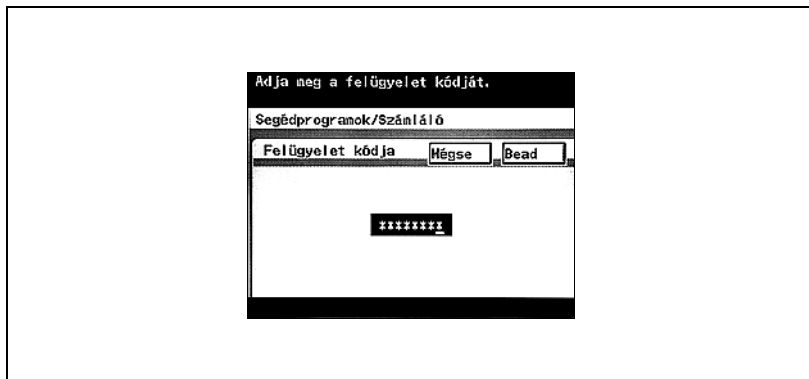 Adja meg a felügyelet kódját.
Segédprogramok/Számláló
Felügyelet kódja Mégse Bead
********